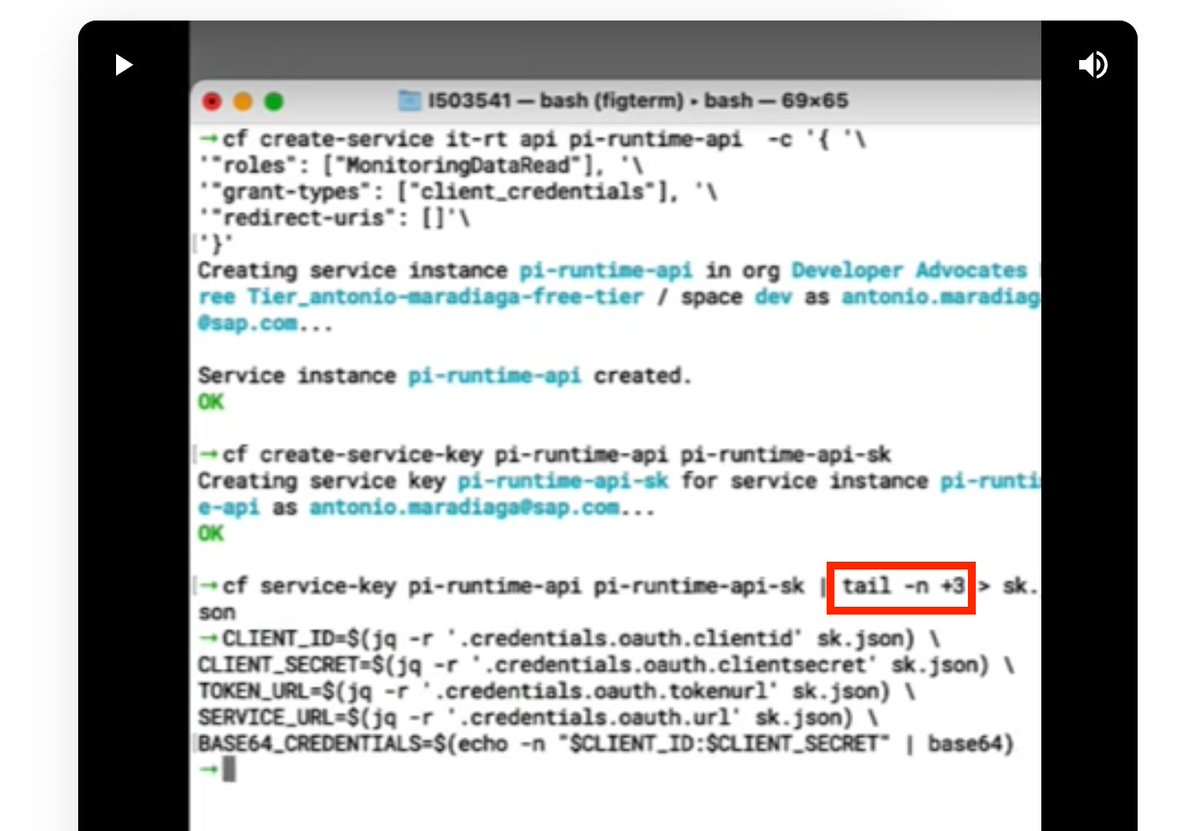 I503541 — bash (figterm) ▸ bash — 69×65
→cf create-service it-rt api pi-runtime-api  -c '{ '\
'"roles": ["MonitoringDataRead"], '\
'"grant-types": ["client_credentials"], '\
'"redirect-uris": []'\
'}'
Creating service instance pi-runtime-api in org Developer Advocates
ree Tier_antonio-maradiaga-free-tier / space dev as antonio.maradiag
@sap.com...
Service instance pi-runtime-api created.
OK
→cf create-service-key pi-runtime-api pi-runtime-api-sk
Creating service key pi-runtime-api-sk for service instance pi-runti
e-api as antonio.maradiaga@sap.com...
OK
→cf service-key pi-runtime-api pi-runtime-api-sk | tail -n +3 > sk.
son
→CLIENT_ID=$(jq -r '.credentials.oauth.clientid' sk.json) \
CLIENT_SECRET=$(jq -r '.credentials.oauth.clientsecret' sk.json) \
TOKEN_URL=$(jq -r '.credentials.oauth.tokenurl' sk.json) \
SERVICE_URL=$(jq -r '.credentials.oauth.url' sk.json) \
BASE64_CREDENTIALS=$(echo -n "$CLIENT_ID:$CLIENT_SECRET" | base64)
→